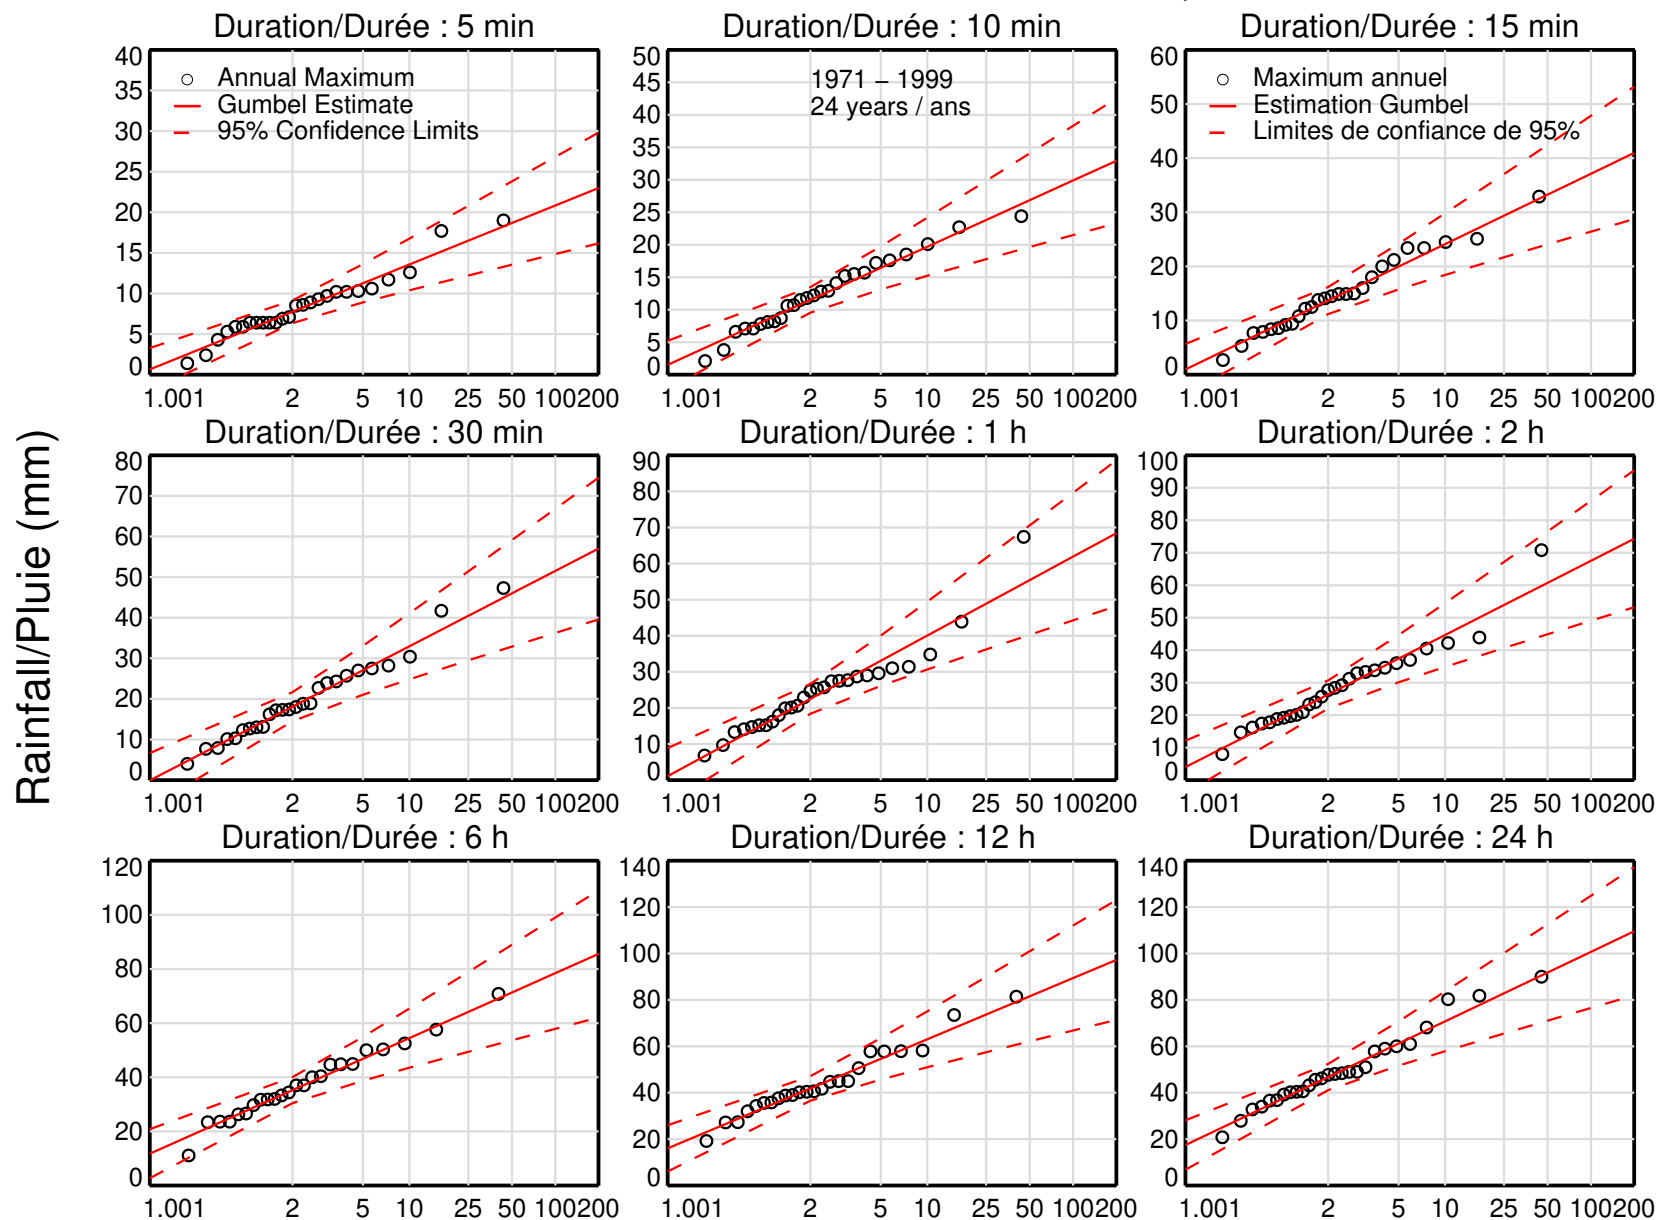 Duration/Durée : 5 min
40
35
30
25
20
15
10
5
0
Annual Maximum
Gumbel Estimate
95% Confidence Limits
1.001 2 5 10 25 50 100200
Duration/Durée : 10 min
50
45
40
35
30
25
20
15
10
5
0
1971 – 1999
24 years / ans
1.001 2 5 10 25 50 100200
Duration/Durée : 15 min
60
50
40
30
20
10
0
Maximum annuel
Estimation Gumbel
Limites de confiance de 95%
1.001 2 5 10 25 50 100200
Rainfall/Pluie (mm)
Duration/Durée : 30 min
80
70
60
50
40
30
20
10
0
1.001 2 5 10 25 50 100200
Duration/Durée : 1 h
90
80
70
60
50
40
30
20
10
0
1.001 2 5 10 25 50 100200
Duration/Durée : 2 h
100
90
80
70
60
50
40
30
20
10
0
1.001 2 5 10 25 50 100200
Duration/Durée : 6 h
120
100
80
60
40
20
0
1.001 2 5 10 25 50 100200
Duration/Durée : 12 h
140
120
100
80
60
40
20
0
1.001 2 5 10 25 50 100200
Duration/Durée : 24 h
140
120
100
80
60
40
20
0
1.001 2 5 10 25 50 100200